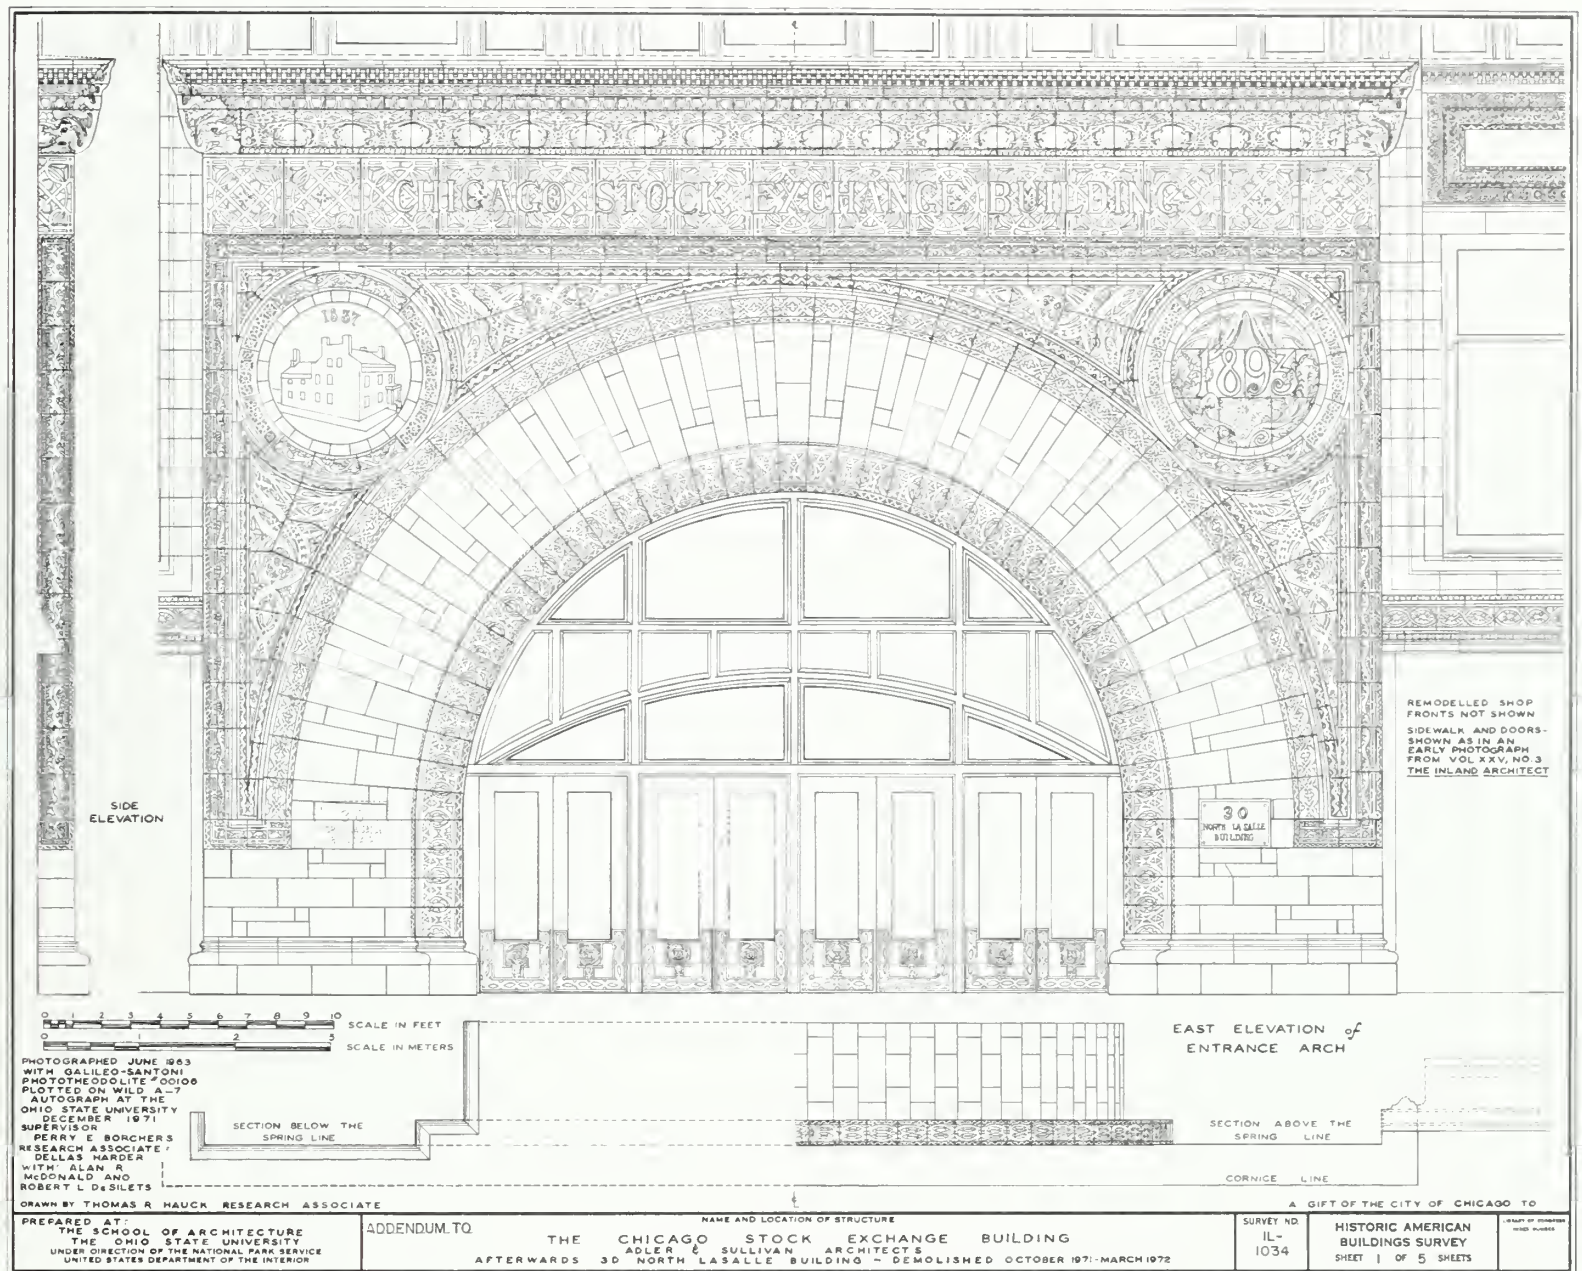 CHICAGO STOCK EXCHANGE BUILDING
1837
1893
REMODELLED SHOP
FRONTS NOT SHOWN
SIDEWALK AND DOORS-
SHOWN AS IN AN
EARLY PHOTOGRAPH
FROM VOL XXV, NO.3
THE INLAND ARCHITECT
SIDE
ELEVATION
30
NORTH LA SALLE
BUILDING
0 1 2 3 4 5 6 7 8 9 10
SCALE IN FEET
0 1 2 3
SCALE IN METERS
EAST ELEVATION of
ENTRANCE ARCH
PHOTOGRAPHED JUNE 1963
WITH GALILEO-SANTONI
PHOTOTHEODOLITE #00106
PLOTTED ON WILD A-7
AUTOGRAPH AT THE
OHIO STATE UNIVERSITY
DECEMBER 1971
SUPERVISOR
PERRY E BORCHERS
RESEARCH ASSOCIATE:
DELLAS HARDER
WITH: ALAN R
McDONALD AND
ROBERT L DeSILETS
SECTION BELOW THE
SPRING LINE
SECTION ABOVE THE
SPRING LINE
CORNICE LINE
DRAWN BY THOMAS R HAUCK RESEARCH ASSOCIATE
A GIFT OF THE CITY OF CHICAGO TO
PREPARED AT:
THE SCHOOL OF ARCHITECTURE
THE OHIO STATE UNIVERSITY
UNDER DIRECTION OF THE NATIONAL PARK SERVICE
UNITED STATES DEPARTMENT OF THE INTERIOR
ADDENDUM TO
NAME AND LOCATION OF STRUCTURE
THE CHICAGO STOCK EXCHANGE BUILDING
ADLER & SULLIVAN ARCHITECTS
AFTERWARDS 30 NORTH LASALLE BUILDING - DEMOLISHED OCTOBER 1971-MARCH 1972
SURVEY NO.
IL-
1034
HISTORIC AMERICAN
BUILDINGS SURVEY
SHEET 1 OF 5 SHEETS
LIBRARY OF CONGRESS
INDEX NUMBER